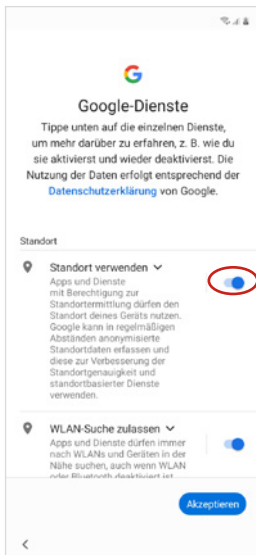 G
Google-Dienste
Tippe unten auf die einzelnen Dienste,
um mehr darüber zu erfahren, z. B. wie du
sie aktivierst und wieder deaktivierst. Die
Nutzung der Daten erfolgt entsprechend der
Datenschutzerklärung von Google.
Standort
Standort verwenden
Apps und Dienste
mit Berechtigung zur
Standortermittlung dürfen den
Standort deines Geräts nutzen.
Google kann in regelmäßigen
Abständen anonymisierte
Standortdaten erfassen und
diese zur Verbesserung der
Standortgenauigkeit und
standortbasierter Dienste
verwenden.
WLAN-Suche zulassen
Apps und Dienste dürfen immer
nach WLANs und Geräten in der
Nähe suchen, auch wenn WLAN
oder Bluetooth deaktiviert ist
Akzeptieren